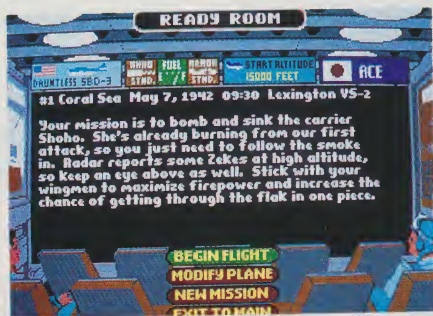 READY ROOM
DAUNTLESS SBD-3
AMMO STND.
FUEL
ARMOR STND.
START ALTITUDE
15000 FEET
ACE
#1 Coral Sea May 7, 1942 09:30 Lexington VS-2
Your mission is to bomb and sink the carrier
Shoho. She's already burning from our first
attack, so you just need to follow the smoke
in. Radar reports some Zekes at high altitude,
so keep an eye above as well. Stick with your
wingmen to maximize firepower and increase the
chance of getting through the flak in one piece.
BEGIN FLIGHT
MODIFY PLANE
NEW MISSION
EXIT TO MAIN